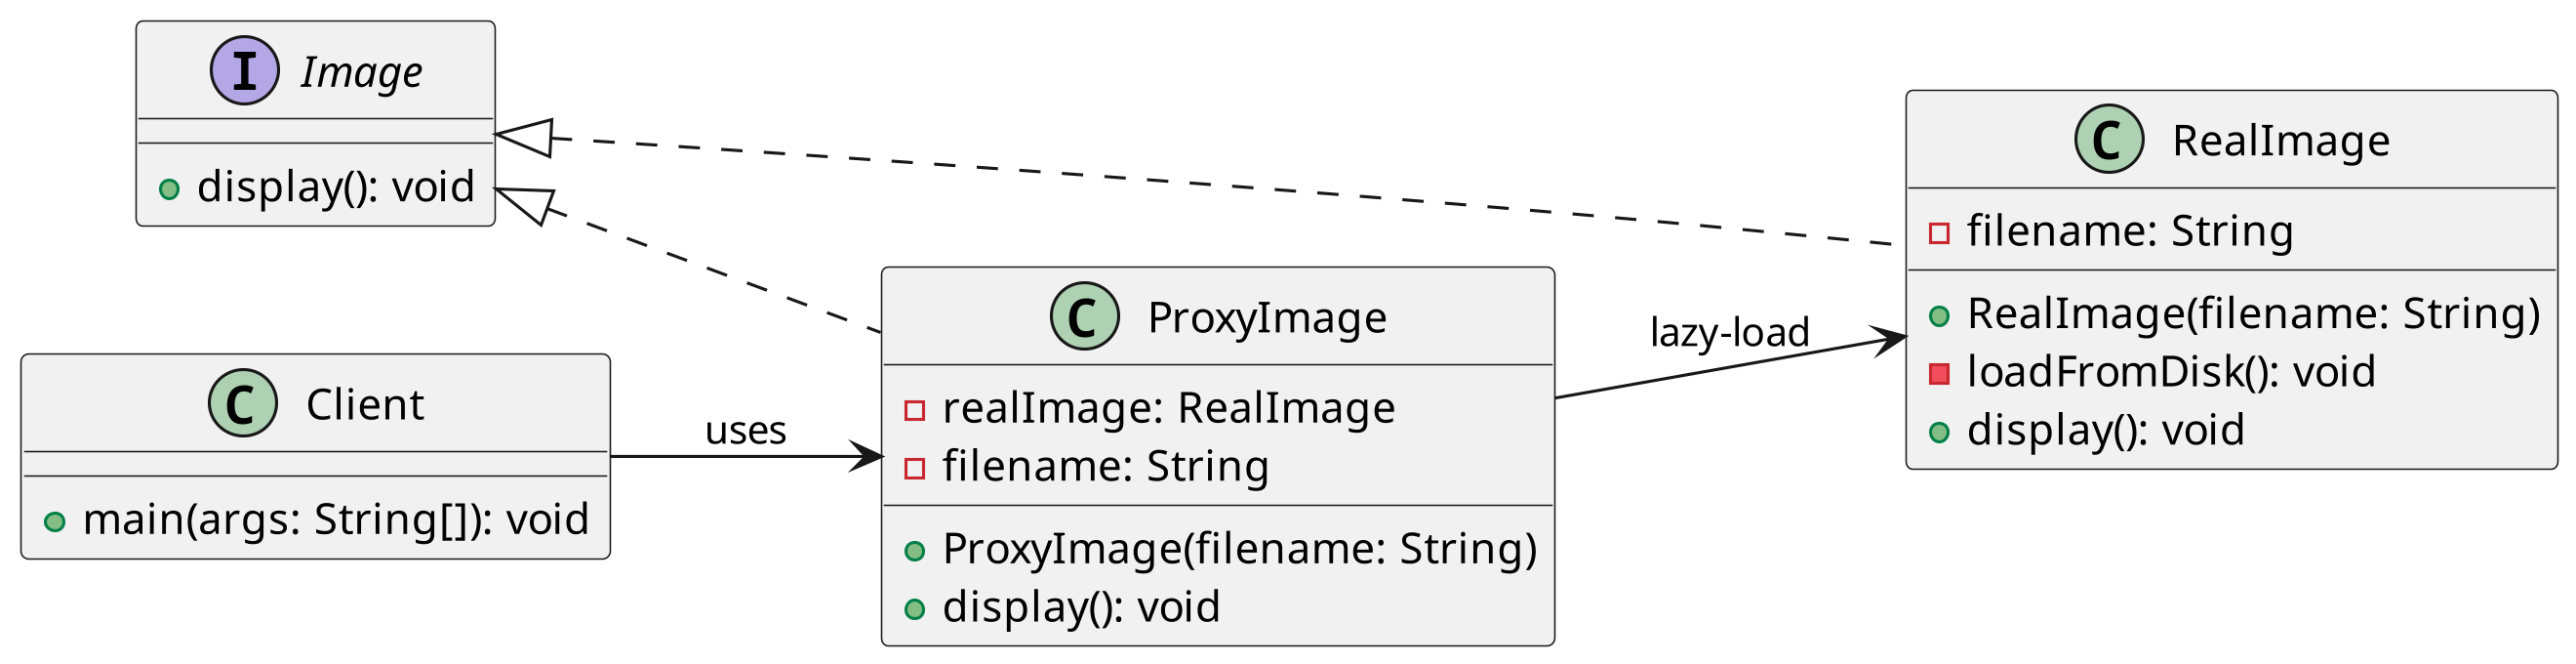 I Image
display(): void
C Client
main(args: String[]): void
uses
C ProxyImage
realImage: RealImage
filename: String
ProxyImage(filename: String)
display(): void
lazy-load
C RealImage
filename: String
RealImage(filename: String)
loadFromDisk(): void
display(): void